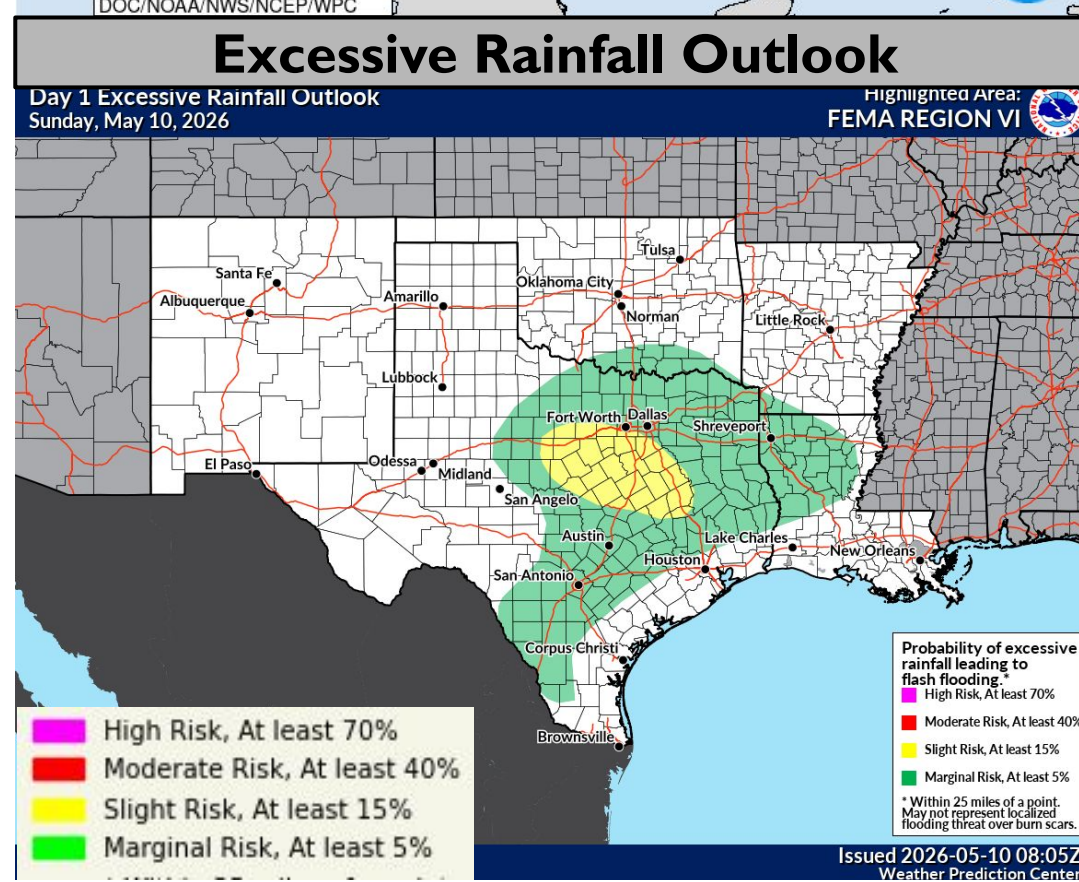 DOC/NOAA/NWS/NCEP/WPC
Excessive Rainfall Outlook
Day 1 Excessive Rainfall Outlook
Sunday, May 10, 2026
Highlighted Area:
FEMA REGION VI
Tulsa
Santa Fe
Oklahoma City
Albuquerque
Amarillo
Norman
Little Rock
Lubbock
Fort Worth
Dallas
Shreveport
El Paso
Odessa
Midland
San Angelo
Austin
Lake Charles
Houston
New Orleans
San Antonio
Corpus Christi
Brownsville
Probability of excessive
rainfall leading to
flash flooding.*
High Risk, At least 70%
Moderate Risk, At least 40%
Slight Risk, At least 15%
Marginal Risk, At least 5%
* Within 25 miles of a point.
May not represent localized
flooding threat over burn scars.
High Risk, At least 70%
Moderate Risk, At least 40%
Slight Risk, At least 15%
Marginal Risk, At least 5%
Issued 2026-05-10 08:05Z
Weather Prediction Center